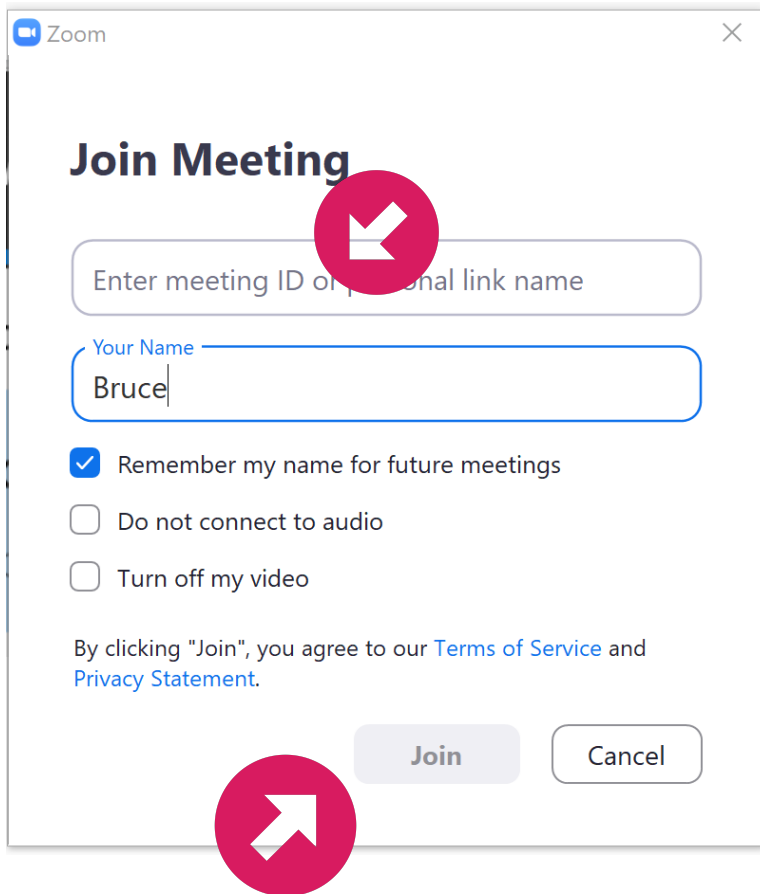 Zoom
Join Meeting
Enter meeting ID or personal link name
Your Name
Bruce
Remember my name for future meetings
Do not connect to audio
Turn off my video
By clicking "Join", you agree to our Terms of Service and
Privacy Statement.
Join
Cancel